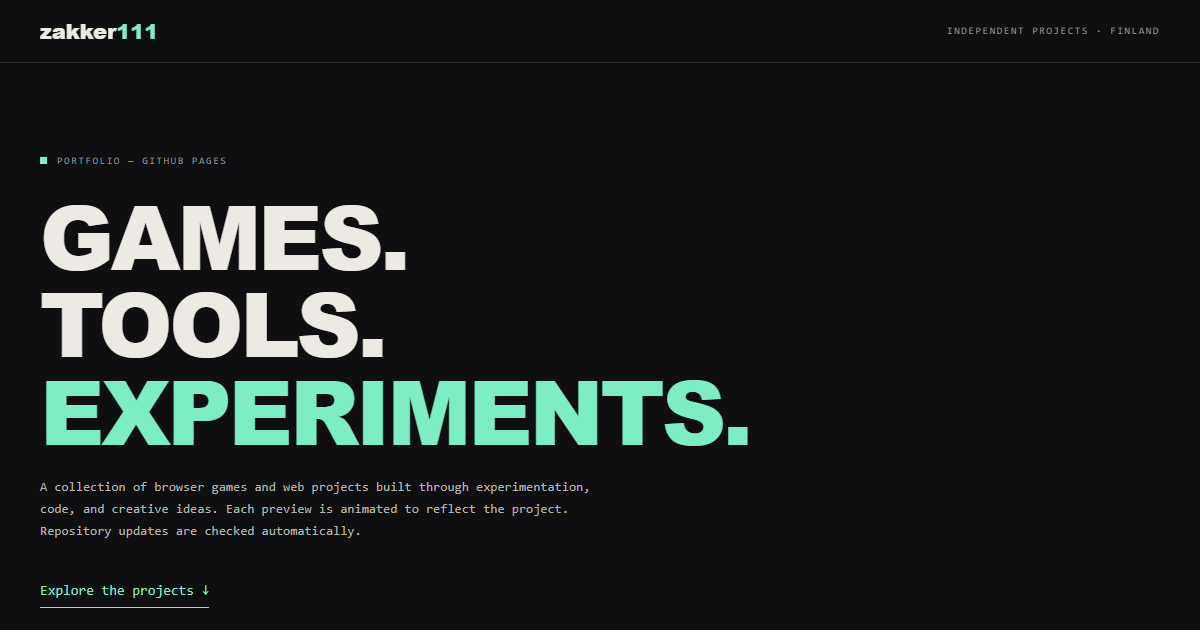 zakker111
INDEPENDENT PROJECTS · FINLAND
PORTFOLIO — GITHUB PAGES
GAMES.
TOOLS.
EXPERIMENTS.
A collection of browser games and web projects built through experimentation,
code, and creative ideas. Each preview is animated to reflect the project.
Repository updates are checked automatically.
Explore the projects ↓